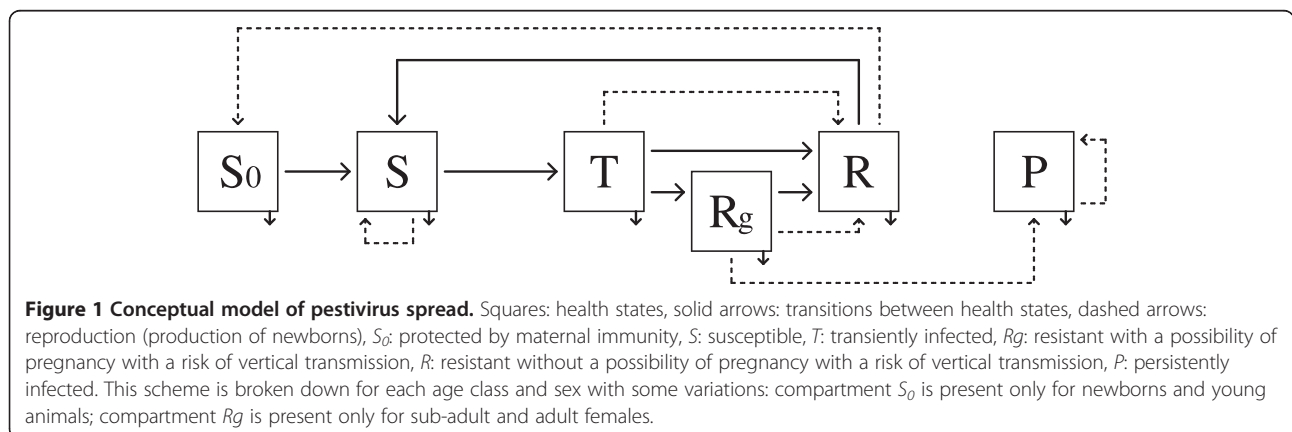 S0 S T R P
Rg
Figure 1 Conceptual model of pestivirus spread. Squares: health states, solid arrows: transitions between health states, dashed arrows:
reproduction (production of newborns), S0: protected by maternal immunity, S: susceptible, T: transiently infected, Rg: resistant with a possibility of
pregnancy with a risk of vertical transmission, R: resistant without a possibility of pregnancy with a risk of vertical transmission, P: persistently
infected. This scheme is broken down for each age class and sex with some variations: compartment S0 is present only for newborns and young
animals; compartment Rg is present only for sub-adult and adult females.